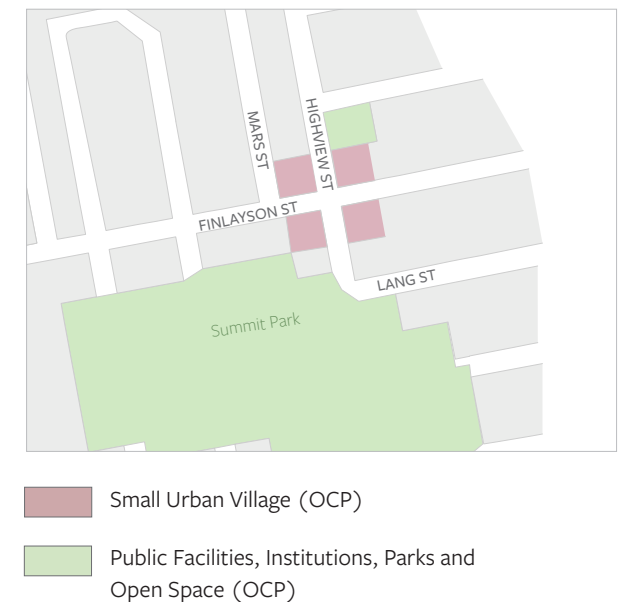 HIGHVIEW ST
MARS ST
FINLAYSON ST
LANG ST
Summit Park
Small Urban Village (OCP)
Public Facilities, Institutions, Parks and
Open Space (OCP)